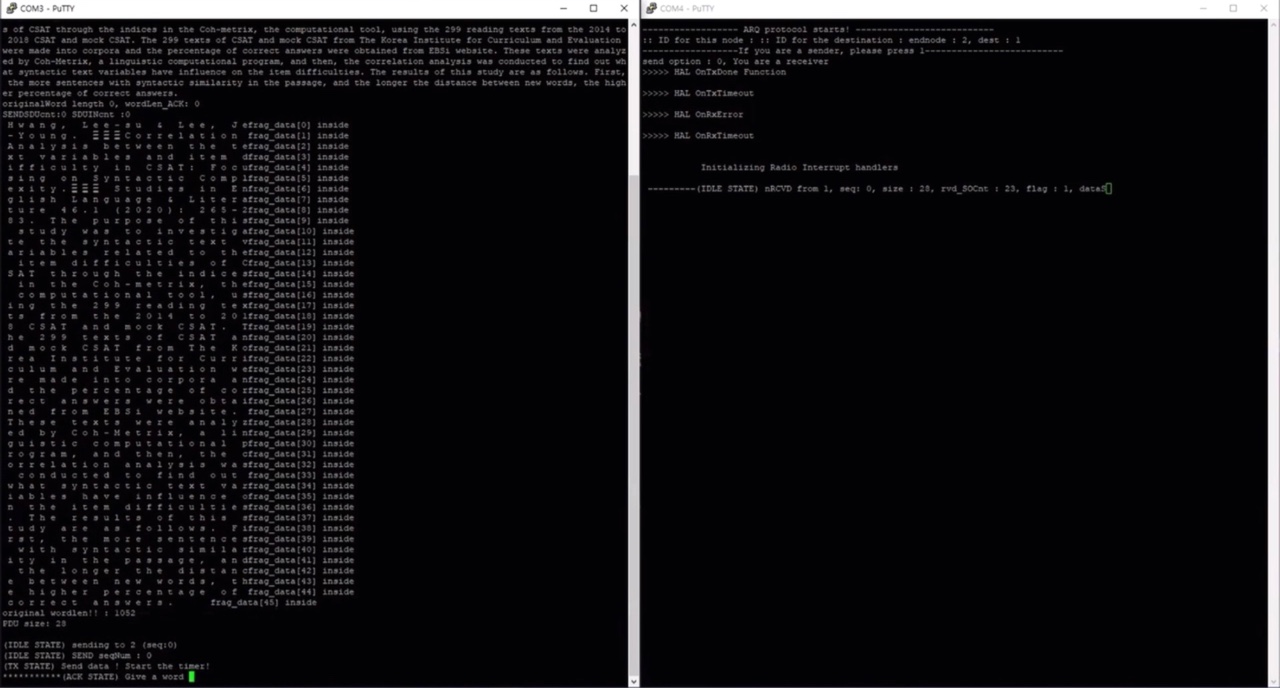 COM3 - PuTTY
s of CSAT through the indices in the Coh-metrix, the computational tool, using the 299 reading texts from the 2014 to
2018 CSAT and mock CSAT. The 299 texts of CSAT and mock CSAT from The Korea Institute for Curriculum and Evaluation
were made into corpora and the percentage of correct answers were obtained from EBSi website. These texts were analyz
ed by Coh-Metrix, a linguistic computational program, and then, the correlation analysis was conducted to find out wh
at syntactic text variables have influence on the item difficulties. The results of this study are as follows. First,
the more sentences with syntactic similarity in the passage, and the longer the distance between new words, the high
er percentage of correct answers.
originalWord length 0, wordLen_ACK: 0
SENDSDUcnt:0 SDUINcnt :0
H w a n g ,   L e e - s u   &   L e e ,   J efrag_data[0] inside
- Y o u n g .   ☰☰☰C o r r e l a t i o n   frag_data[1] inside
A n a l y s i s   b e t w e e n   t h e   tefrag_data[2] inside
x t   v a r i a b l e s   a n d   i t e m   dfrag_data[3] inside
i f f i c u l t y   i n   C S A T :   F o cufrag_data[4] inside
s i n g   o n   S y n t a c t i c   C o m plfrag_data[5] inside
e x i t y . ☰☰☰   S t u d i e s   i n   E nfrag_data[6] inside
g l i s h   L a n g u a g e   &   L i t e rafrag_data[7] inside
t u r e   4 6 . 1   ( 2 0 2 0 ) :   2 6 5 - 2frag_data[8] inside
8 3 .   T h e   p u r p o s e   o f   t h i sfrag_data[9] inside
s t u d y   w a s   t o   i n v e s t i gafrag_data[10] inside
t e   t h e   s y n t a c t i c   t e x t   vfrag_data[11] inside
a r i a b l e s   r e l a t e d   t o   t h efrag_data[12] inside
i t e m   d i f f i c u l t i e s   o f   Cfrag_data[13] inside
S A T   t h r o u g h   t h e   i n d i c e sfrag_data[14] inside
i n   t h e   C o h - m e t r i x ,   t h efrag_data[15] inside
c o m p u t a t i o n a l   t o o l ,   u sfrag_data[16] inside
i n g   t h e   2 9 9   r e a d i n g   t e xfrag_data[17] inside
t s   f r o m   t h e   2 0 1 4   t o   2 0 1frag_data[18] inside
8   C S A T   a n d   m o c k   C S A T .   Tfrag_data[19] inside
h e   2 9 9   t e x t s   o f   C S A T   a nfrag_data[20] inside
d   m o c k   C S A T   f r o m   T h e   K ofrag_data[21] inside
r e a   I n s t i t u t e   f o r   C u r r ifrag_data[22] inside
c u l u m   a n d   E v a l u a t i o n   w efrag_data[23] inside
r e   m a d e   i n t o   c o r p o r a   a nfrag_data[24] inside
d   t h e   p e r c e n t a g e   o f   c o rfrag_data[25] inside
r e c t   a n s w e r s   w e r e   o b t a ifrag_data[26] inside
n e d   f r o m   E B S i   w e b s i t e .   frag_data[27] inside
T h e s e   t e x t s   w e r e   a n a l y zfrag_data[28] inside
e d   b y   C o h - M e t r i x ,   a   l i nfrag_data[29] inside
g u i s t i c   c o m p u t a t i o n a l   pfrag_data[30] inside
r o g r a m ,   a n d   t h e n ,   t h e   cfrag_data[31] inside
o r r e l a t i o n   a n a l y s i s   w a sfrag_data[32] inside
c o n d u c t e d   t o   f i n d   o u t   frag_data[33] inside
w h a t   s y n t a c t i c   t e x t   v a rfrag_data[34] inside
i a b l e s   h a v e   i n f l u e n c e   ofrag_data[35] inside
n   t h e   i t e m   d i f f i c u l t i e sfrag_data[36] inside
.   T h e   r e s u l t s   o f   t h i s   sfrag_data[37] inside
t u d y   a r e   a s   f o l l o w s .   F ifrag_data[38] inside
r s t ,   t h e   m o r e   s e n t e n c e sfrag_data[39] inside
w i t h   s y n t a c t i c   s i m i l a rfrag_data[40] inside
i t y   i n   t h e   p a s s a g e ,   a n dfrag_data[41] inside
t h e   l o n g e r   t h e   d i s t a n cfrag_data[42] inside
e   b e t w e e n   n e w   w o r d s ,   t hfrag_data[43] inside
e   h i g h e r   p e r c e n t a g e   o f   frag_data[44] inside
c o r r e c t   a n s w e r s .   frag_data[45] inside
original wordlen!! : 1052
PDU size: 28
(IDLE STATE) sending to 2 (seq:0)
(IDLE STATE) SEND seqNum : 0
(TX STATE) Send data ! Start the timer!
***********(ACK STATE) Give a word
COM4 - PuTTY
------------------ ARQ protocol starts! --------------------------
:: ID for this node : :: ID for the destination : endnode : 2, dest : 1
------------------If you are a sender, please press 1--------------------------
send option : 0, You are a receiver
>>>>> HAL OnTxDone Function
>>>>> HAL OnTxTimeout
>>>>> HAL OnRxError
>>>>> HAL OnRxTimeout
Initializing Radio Interrupt handlers
---------(IDLE STATE) nRCVD from 1, seq: 0, size : 28, rvd_SOCnt : 23, flag : 1, dataS